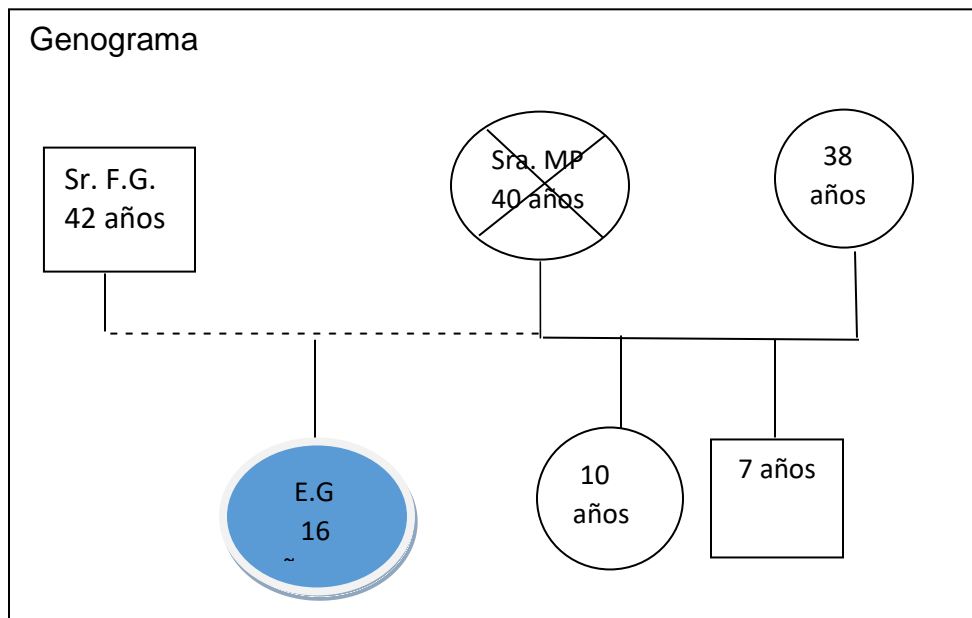 Genograma
Sr. F.G.
42 años
Sra. MP
40 años
38
años
E.G
16
10
años
7 años